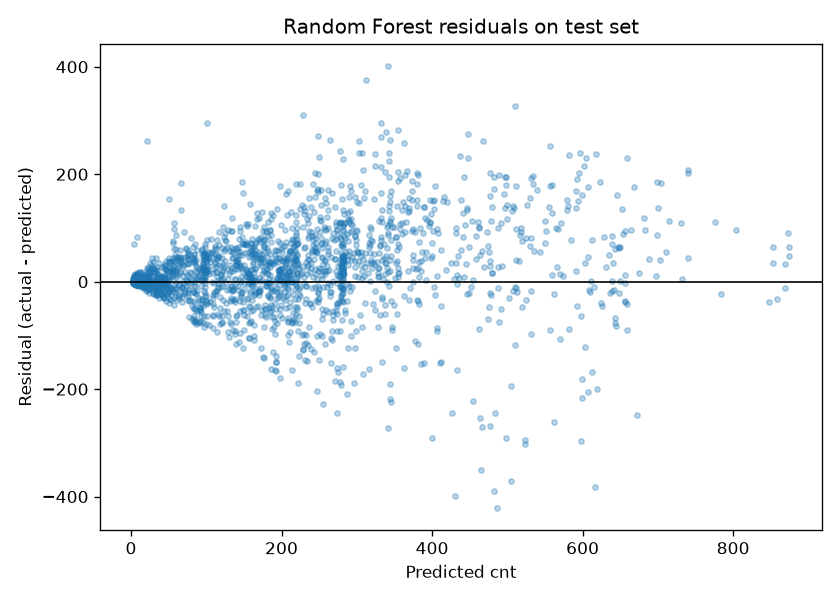 Random Forest residuals on test set
Residual (actual - predicted)
400
200
0
−200
−400
0 200 400 600 800
Predicted cnt